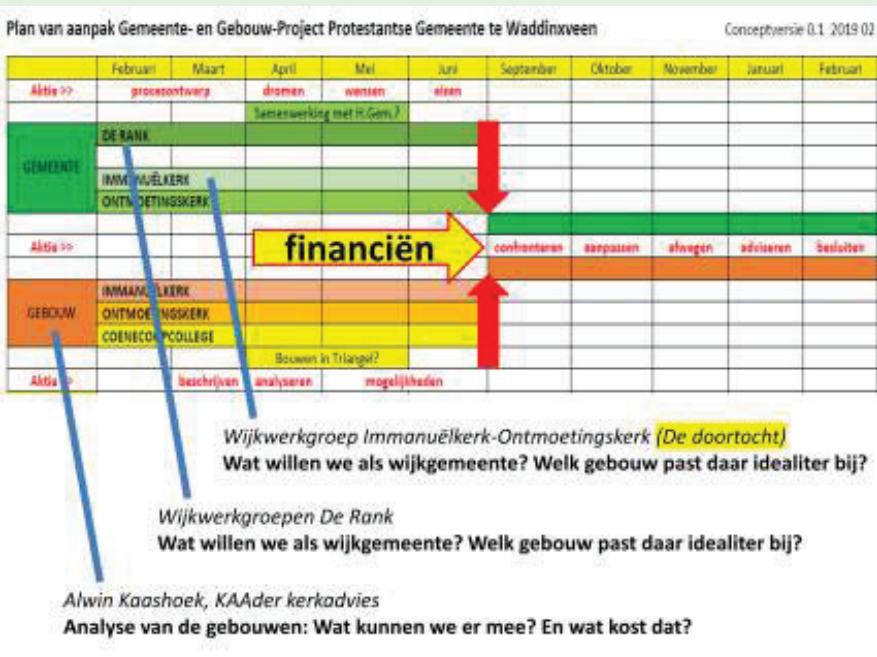 Plan van aanpak Gemeente- en Gebouw-Project Protestantse Gemeente te Waddinxveen Conceptversie 0.1 2019 02
Februari Maart April Mei Juni September Oktober November Januari Februari
Aktie >> procesontwerp dromen wensen eisen
Samenwerking met H.Gem.?
DE RANK
GEMEENTE
IMMANUËLKERK
ONTMOETINGSKERK
Aktie >> financiën confronteren aanpassen afwegen adviseren besluiten
IMMANUËLKERK
GEBOUW ONTMOETINGSKERK
COENECOOPCOLLEGE
Bouwen in Triangel?
Aktie >> beschrijven analyseren mogelijkheden
Wijkwerkgroep Immanuëlkerk-Ontmoetingskerk (De doortocht)
Wat willen we als wijkgemeente? Welk gebouw past daar idealiter bij?
Wijkwerkgroepen De Rank
Wat willen we als wijkgemeente? Welk gebouw past daar idealiter bij?
Alwin Kaashoek, KAAder kerkadvies
Analyse van de gebouwen: Wat kunnen we er mee? En wat kost dat?